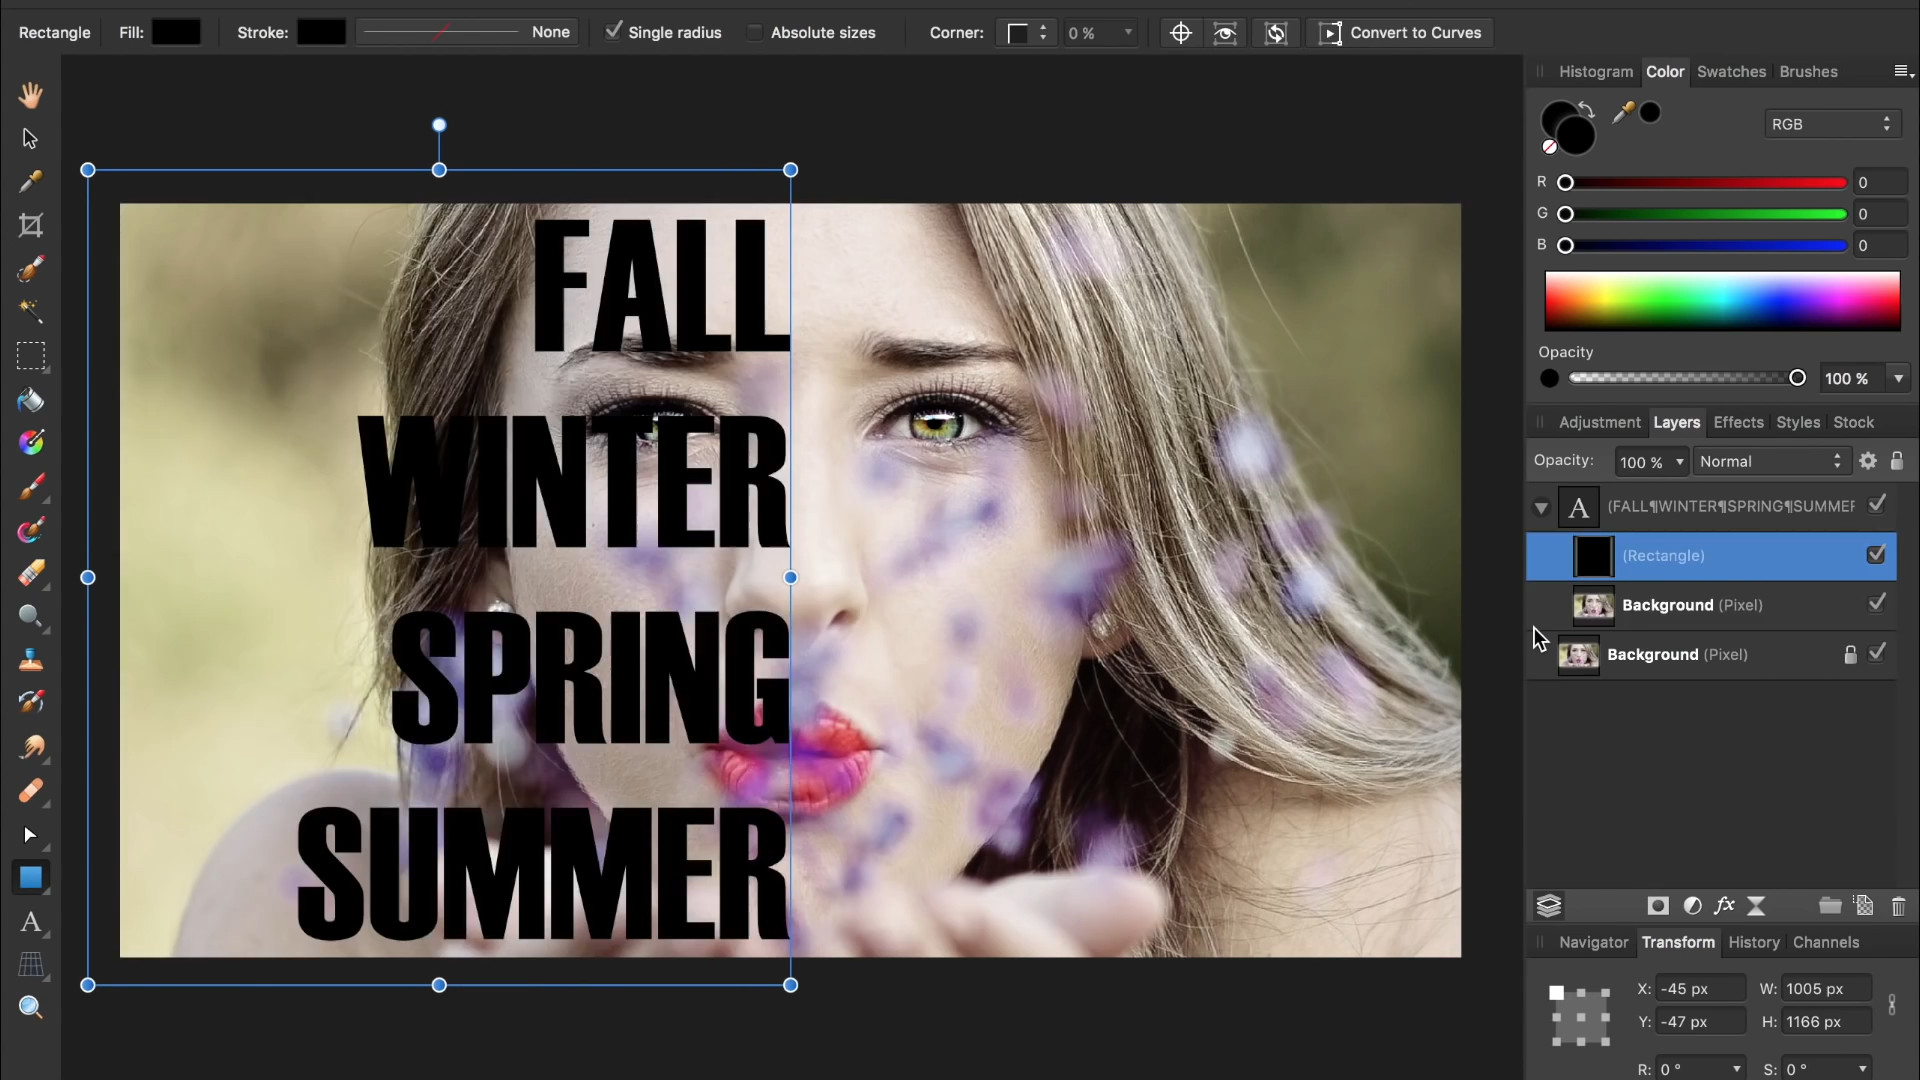 Rectangle Fill: Stroke: None Single radius Absolute sizes Corner: 0 % Convert to Curves
Histogram Color Swatches Brushes
RGB
R 0
G 0
B 0
Opacity
100 %
Adjustment Layers Effects Styles Stock
Opacity: 100 % Normal
A (FALL¶WINTER¶SPRING¶SUMMER
(Rectangle)
Background (Pixel)
Background (Pixel)
fx
Navigator Transform History Channels
X: -45 px W: 1005 px
Y: -47 px H: 1166 px
R: 0 ° S: 0 °
A
FALL
WINTER
SPRING
SUMMER